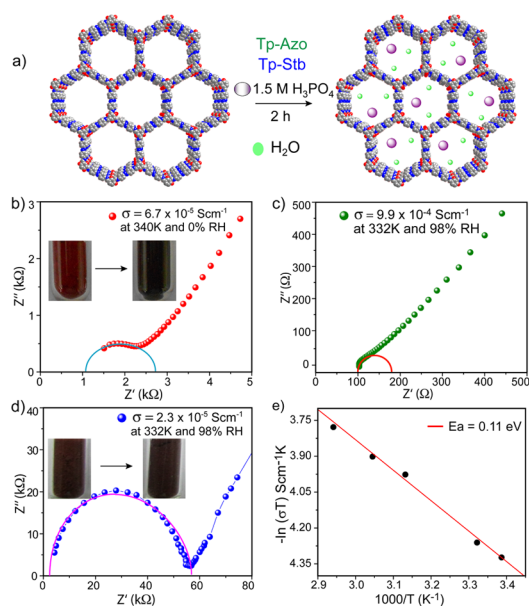 a)
Tp-Azo
Tp-Stb
1.5 M H₃PO₄
2 h
H₂O
b)
σ = 6.7 x 10⁻⁵ Scm⁻¹
at 340K and 0% RH
Z″ (kΩ)
3
2
1
0
0 1 2 3 4 5
Z′ (kΩ)
c)
σ = 9.9 x 10⁻⁴ Scm⁻¹
at 332K and 98% RH
Z″ (Ω)
500
400
300
200
100
0
0 100 200 300 400 500
Z′ (Ω)
d)
σ = 2.3 x 10⁻⁵ Scm⁻¹
at 332K and 98% RH
Z″ (kΩ)
40
30
20
10
0
0 20 40 60 80
Z′ (kΩ)
e)
Ea = 0.11 eV
-ln (σT) Scm⁻¹K
3.75
3.90
4.05
4.20
4.35
2.9 3.0 3.1 3.2 3.3 3.4
1000/T (K⁻¹)